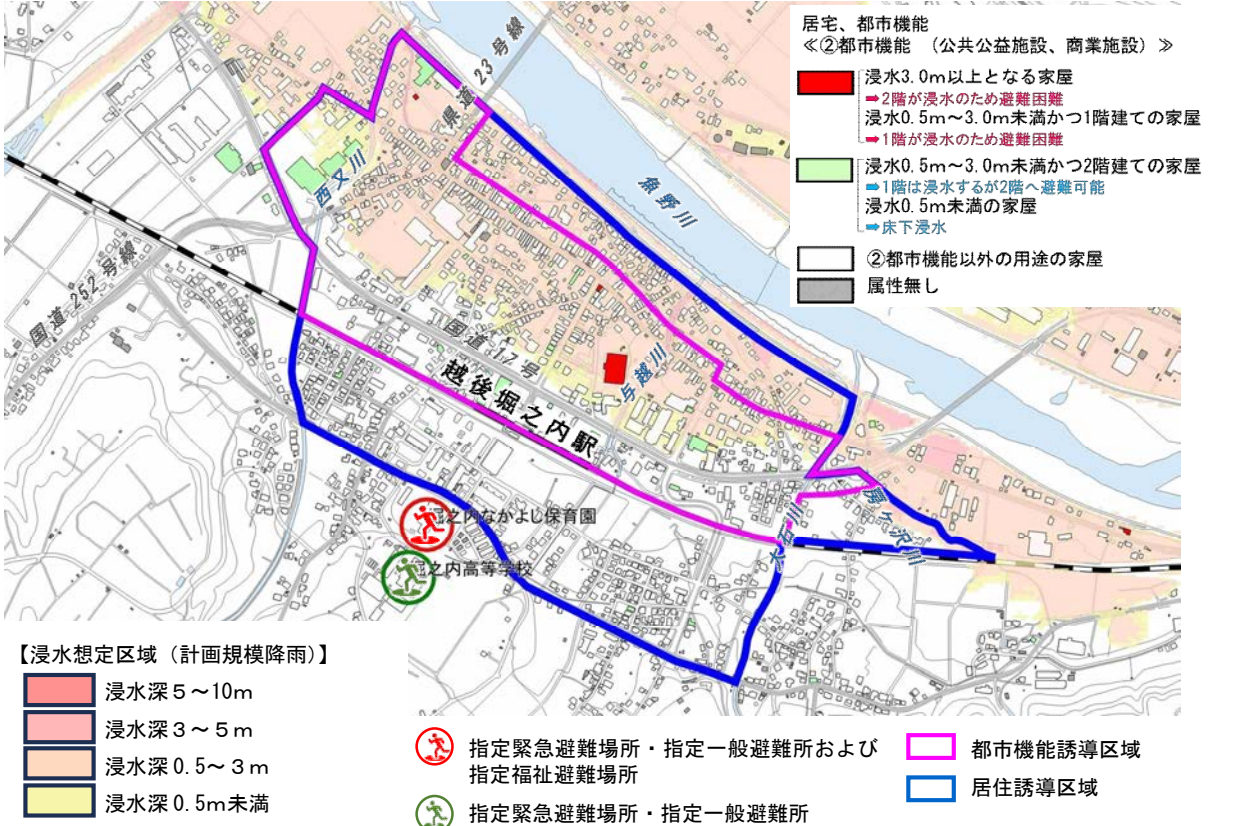 居宅、都市機能
≪②都市機能 （公共公益施設、商業施設）≫
浸水3.0m以上となる家屋
➡2階が浸水のため避難困難
浸水0.5m～3.0m未満かつ1階建ての家屋
➡1階が浸水のため避難困難
浸水0.5m～3.0m未満かつ2階建ての家屋
➡1階は浸水するが2階へ避難可能
浸水0.5m未満の家屋
➡床下浸水
②都市機能以外の用途の家屋
属性無し
県道23号線
魚野川
西又川
国道252号線
国道17号
与越川
越後堀之内駅
大石川
房ヶ沢川
堀之内なかよし保育園
堀之内高等学校
【浸水想定区域（計画規模降雨）】
浸水深５～10ｍ
浸水深３～５ｍ
浸水深0.5～３ｍ
浸水深0.5ｍ未満
指定緊急避難場所・指定一般避難所および
指定福祉避難場所
指定緊急避難場所・指定一般避難所
都市機能誘導区域
居住誘導区域